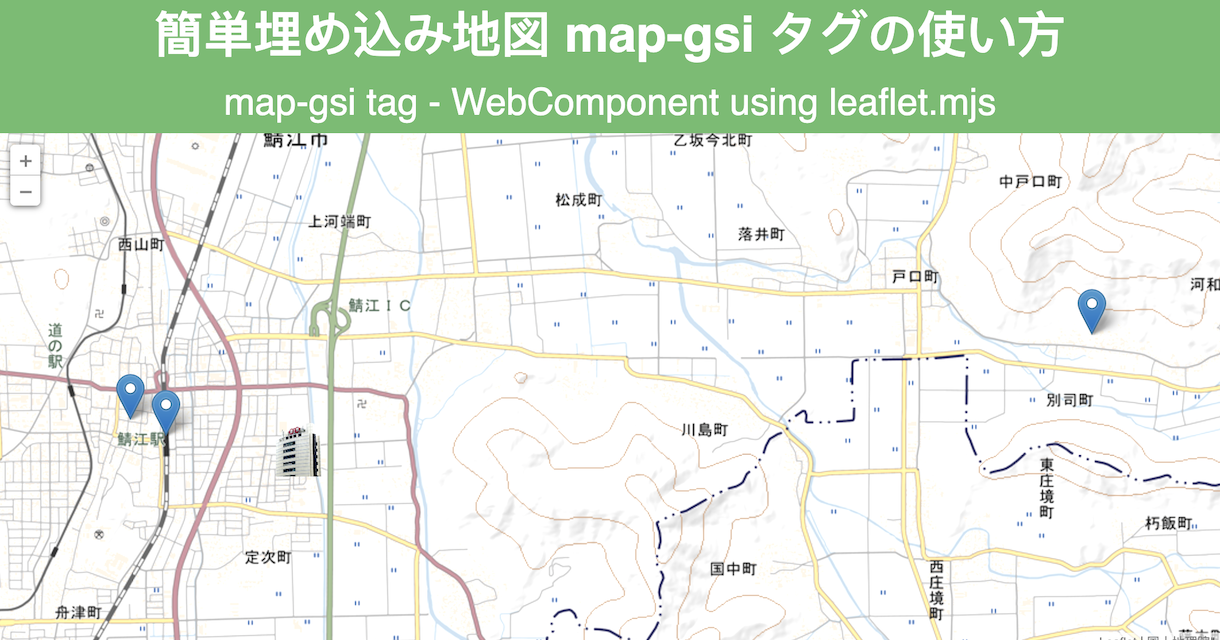 簡単埋め込み地図 map-gsi タグの使い方
map-gsi tag - WebComponent using leaflet.mjs
鯖江市
乙坂今北町
+
−
中戸口町
松成町
上河端町
落井町
西山町
戸口町
河和
鯖江IC
道の駅
別司町
川島町
鯖江駅
東庄境町
朽飯町
定次町
国中町
西庄境町
舟津町